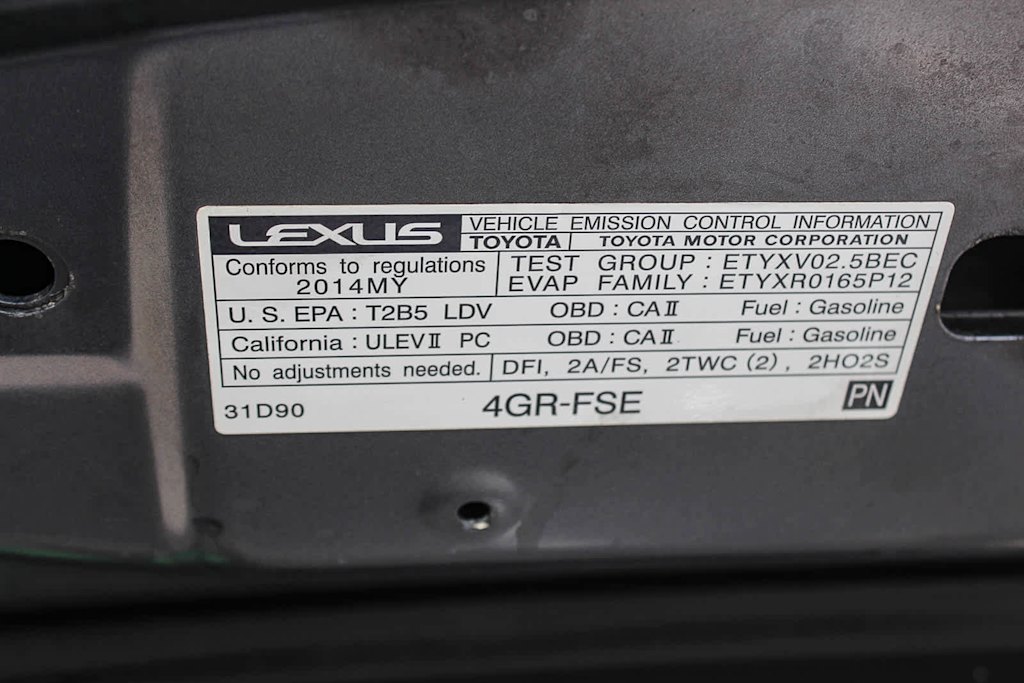 LEXUS VEHICLE EMISSION CONTROL INFORMATION
TOYOTA TOYOTA MOTOR CORPORATION
Conforms to regulations
2014MY
TEST GROUP : ETYXV02.5BEC
EVAP FAMILY : ETYXR0165P12
U. S. EPA : T2B5 LDV OBD : CAⅡ Fuel : Gasoline
California : ULEVⅡ PC OBD : CAⅡ Fuel : Gasoline
No adjustments needed. DFI, 2A/FS, 2TWC (2) , 2HO2S
31D90 4GR-FSE PN